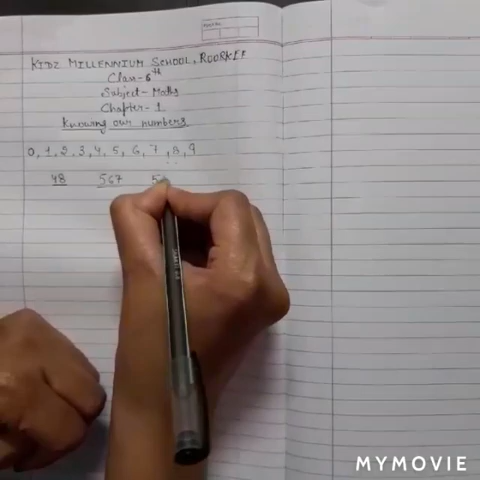 KIDZ MILLENNIUM SCHOOL, ROORKEE
Class-6th
Subject- Maths
Chapter- 1
Knowing our numbers
0, 1, 2, 3, 4, 5, 6, 7, 8, 9
48 567 5
MYMOVIE